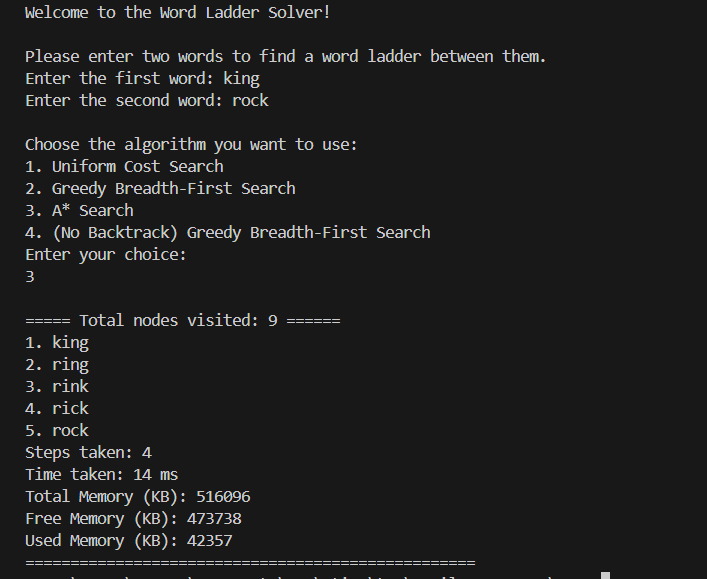 Welcome to the Word Ladder Solver!
Please enter two words to find a word ladder between them.
Enter the first word: king
Enter the second word: rock
Choose the algorithm you want to use:
1. Uniform Cost Search
2. Greedy Breadth-First Search
3. A* Search
4. (No Backtrack) Greedy Breadth-First Search
Enter your choice:
3
===== Total nodes visited: 9 ======
1. king
2. ring
3. rink
4. rick
5. rock
Steps taken: 4
Time taken: 14 ms
Total Memory (KB): 516096
Free Memory (KB): 473738
Used Memory (KB): 42357
==================================================